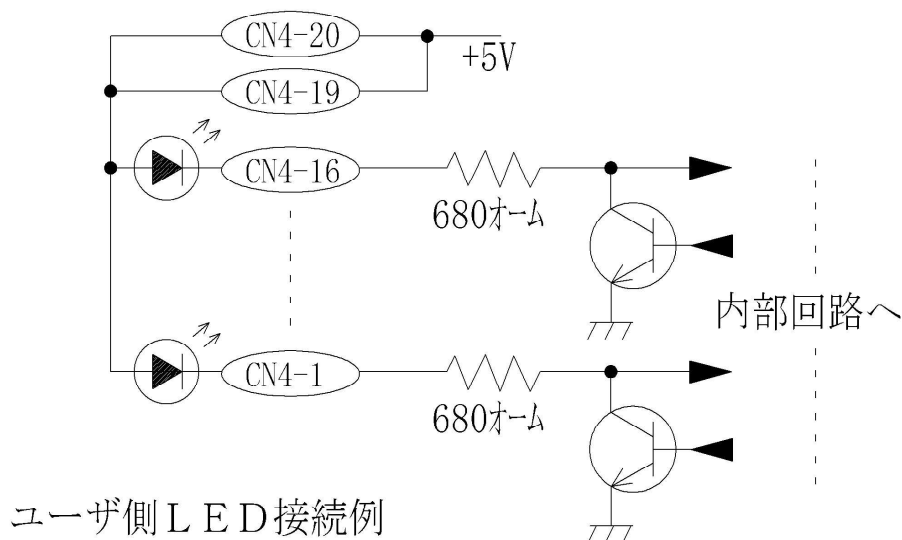 CN4-20
+5V
CN4-19
CN4-16
680オーム
内部回路へ
CN4-1
680オーム
ユーザ側ＬＥＤ接続例